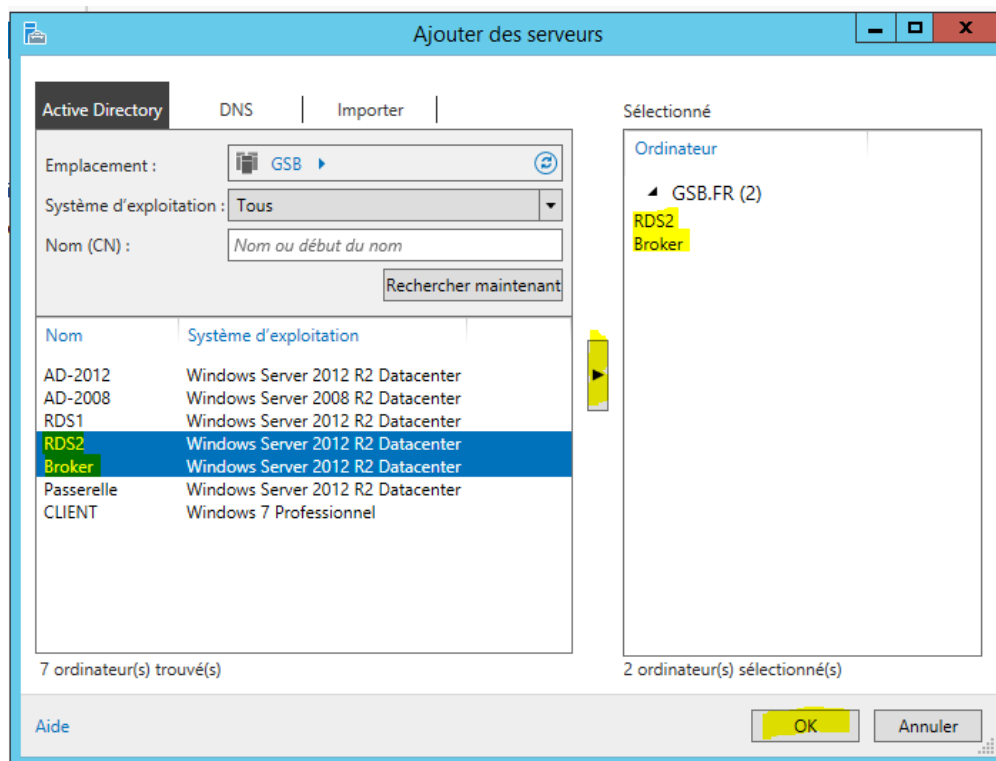 Ajouter des serveurs
Active Directory
DNS
Importer
Emplacement :
GSB
Système d'exploitation :
Tous
Nom (CN) :
Nom ou début du nom
Rechercher maintenant
Nom
Système d'exploitation
AD-2012 Windows Server 2012 R2 Datacenter
AD-2008 Windows Server 2008 R2 Datacenter
RDS1 Windows Server 2012 R2 Datacenter
RDS2 Windows Server 2012 R2 Datacenter
Broker Windows Server 2012 R2 Datacenter
Passerelle Windows Server 2012 R2 Datacenter
CLIENT Windows 7 Professionnel
7 ordinateur(s) trouvé(s)
Sélectionné
Ordinateur
GSB.FR (2)
RDS2
Broker
2 ordinateur(s) sélectionné(s)
Aide
OK
Annuler